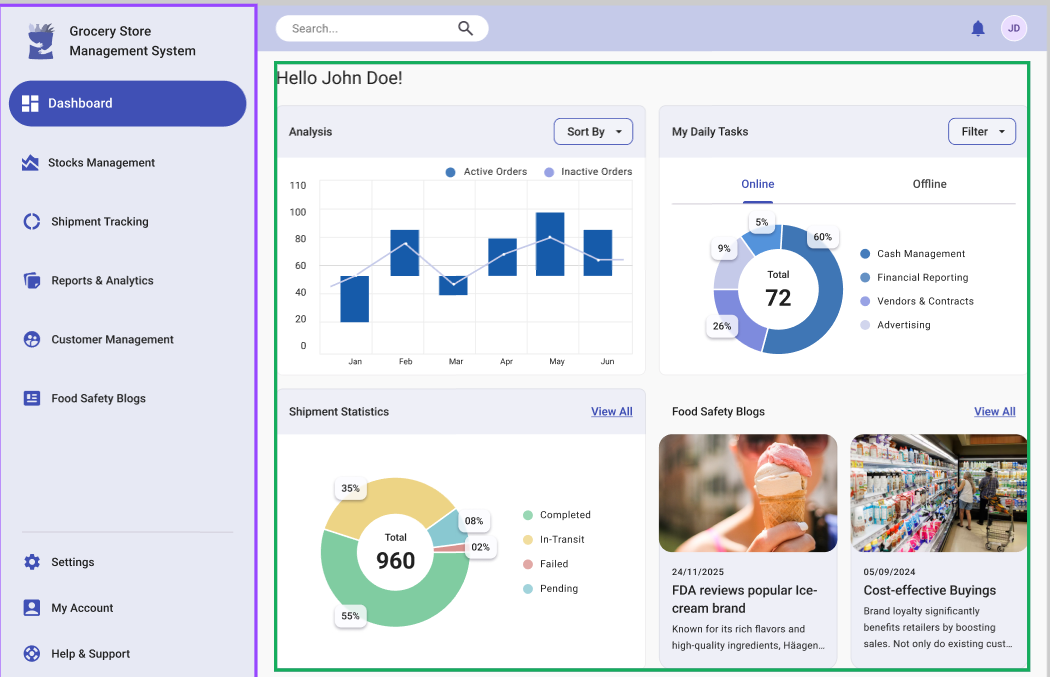 Grocery Store
Management System
Dashboard
Stocks Management
Shipment Tracking
Reports & Analytics
Customer Management
Food Safety Blogs
Settings
My Account
Help & Support
Search...
JD
Hello John Doe!
Analysis
Sort By
Active Orders
Inactive Orders
110
100
80
60
40
20
0
Jan
Feb
Mar
Apr
May
Jun
My Daily Tasks
Filter
Online
Offline
5%
60%
9%
26%
Total
72
Cash Management
Financial Reporting
Vendors & Contracts
Advertising
Shipment Statistics
View All
35%
08%
02%
55%
Total
960
Completed
In-Transit
Failed
Pending
Food Safety Blogs
View All
24/11/2025
FDA reviews popular Ice-
cream brand
Known for its rich flavors and
high-quality ingredients, Häagen...
05/09/2024
Cost-effective Buyings
Brand loyalty significantly
benefits retailers by boosting
sales. Not only do existing cust...